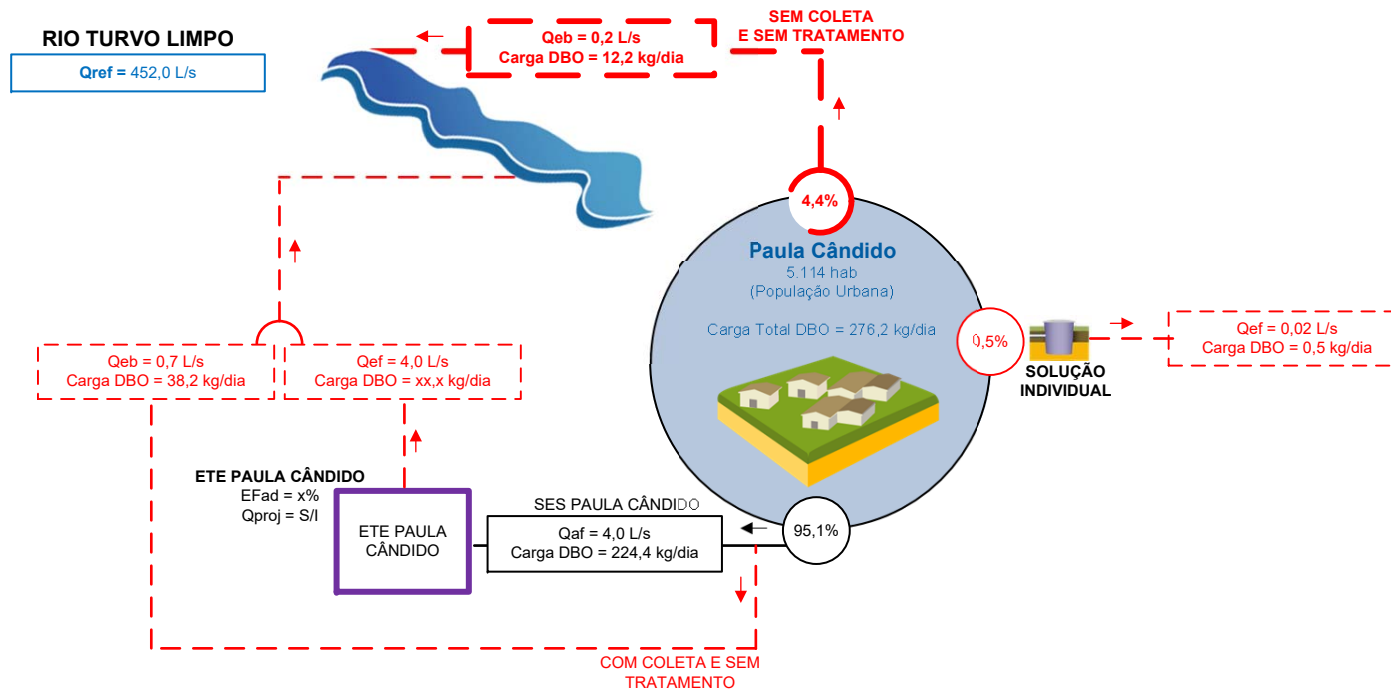 SEM COLETA
E SEM TRATAMENTO
RIO TURVO LIMPO
Qref = 452,0 L/s
Qeb = 0,2 L/s
Carga DBO = 12,2 kg/dia
4,4%
Paula Cândido
5.114 hab
(População Urbana)
Carga Total DBO = 276,2 kg/dia
0,5%
SOLUÇÃO
INDIVIDUAL
Qef = 0,02 L/s
Carga DBO = 0,5 kg/dia
Qeb = 0,7 L/s
Carga DBO = 38,2 kg/dia
Qef = 4,0 L/s
Carga DBO = xx,x kg/dia
ETE PAULA CÂNDIDO
EFad = x%
Qproj = S/I
ETE PAULA
CÂNDIDO
SES PAULA CÂNDIDO
Qaf = 4,0 L/s
Carga DBO = 224,4 kg/dia
95,1%
COM COLETA E SEM
TRATAMENTO